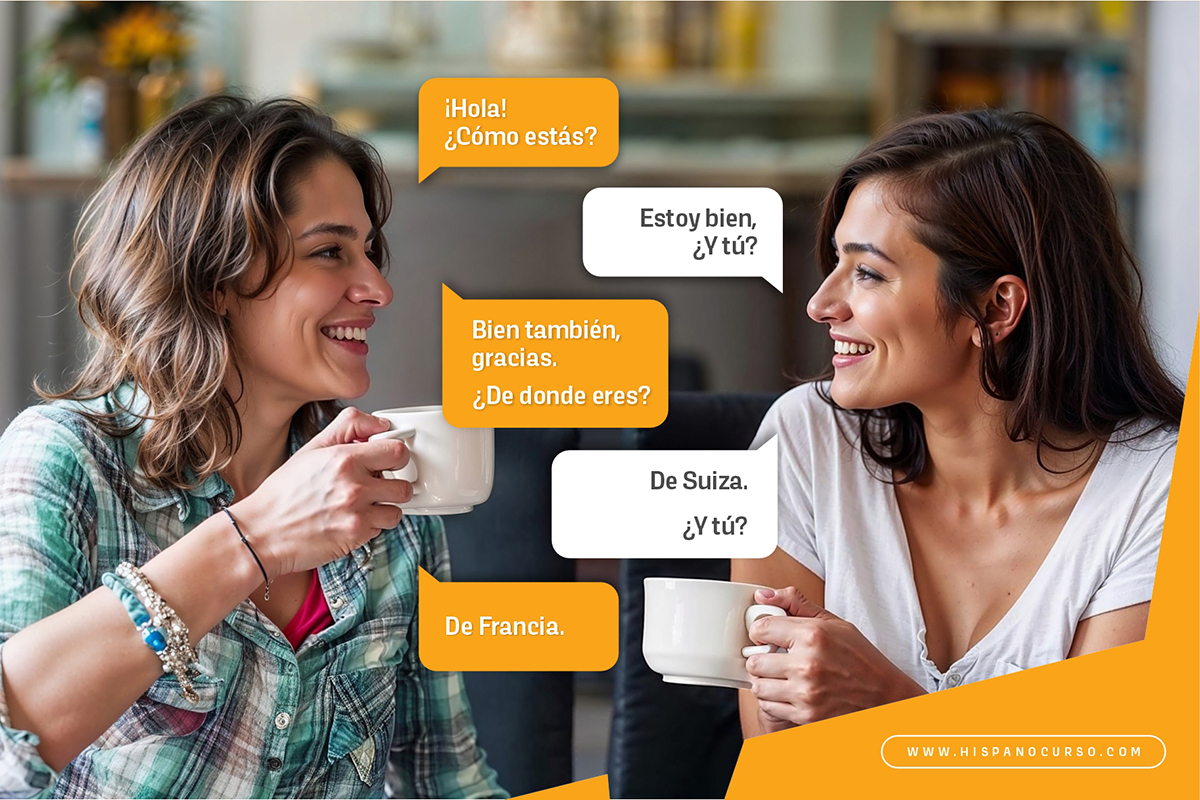 ¡Hola!
¿Cómo estás?
Estoy bien,
¿Y tú?
Bien también,
gracias.
¿De donde eres?
De Suiza.
¿Y tú?
De Francia.
WWW.HISPANOCURSO.COM